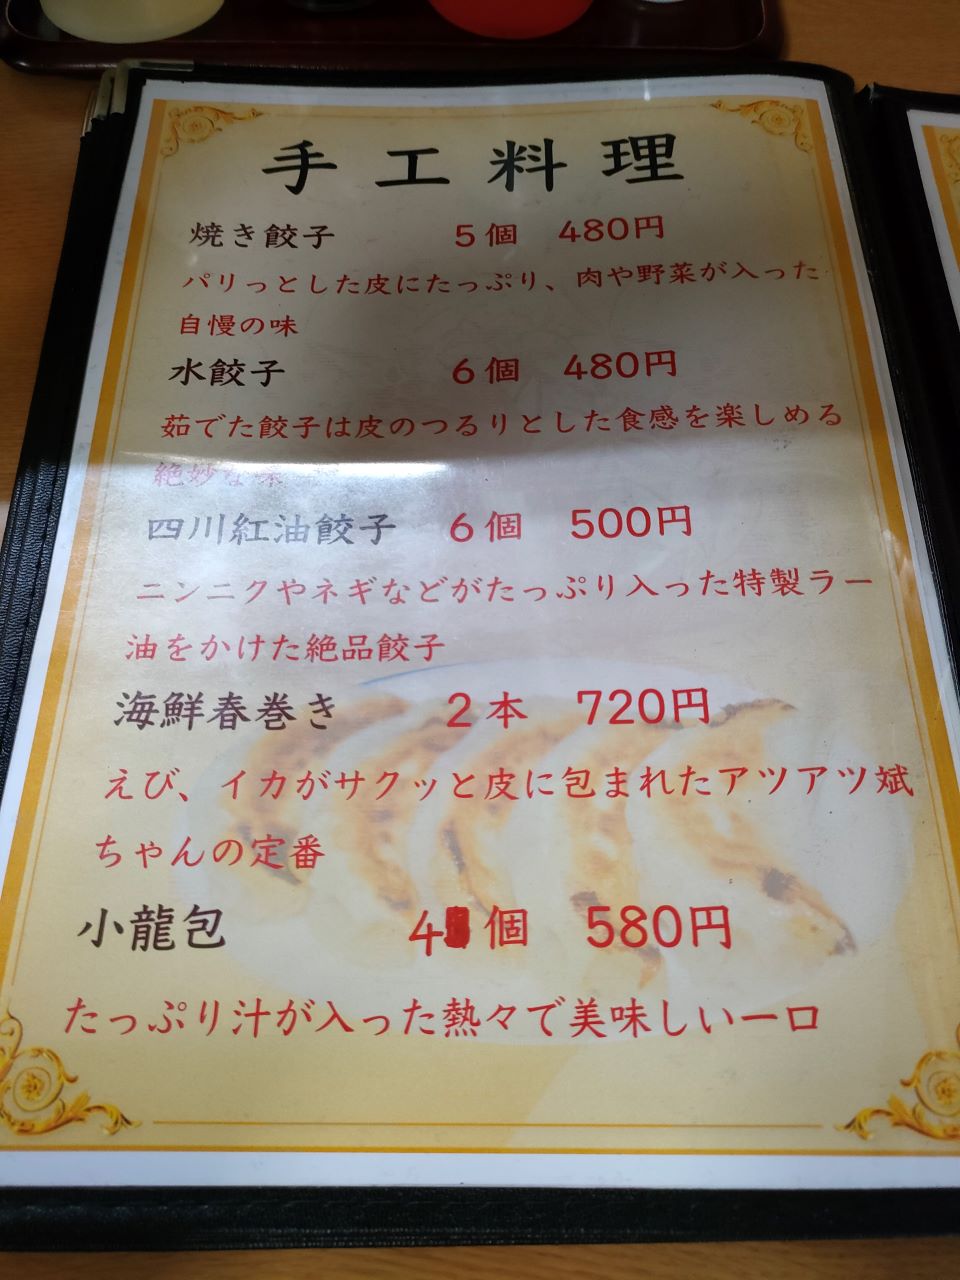 手工料理
焼き餃子 5個 480円
パリっとした皮にたっぷり、肉や野菜が入った
自慢の味
水餃子 6個 480円
茹でた餃子は皮のつるりとした食感を楽しめる
絶妙な味
四川紅油餃子 6個 500円
ニンニクやネギなどがたっぷり入った特製ラー
油をかけた絶品餃子
海鮮春巻き 2本 720円
えび、イカがサクッと皮に包まれたアツアツ斌
ちゃんの定番
小龍包 4個 580円
たっぷり汁が入った熱々で美味しい一口